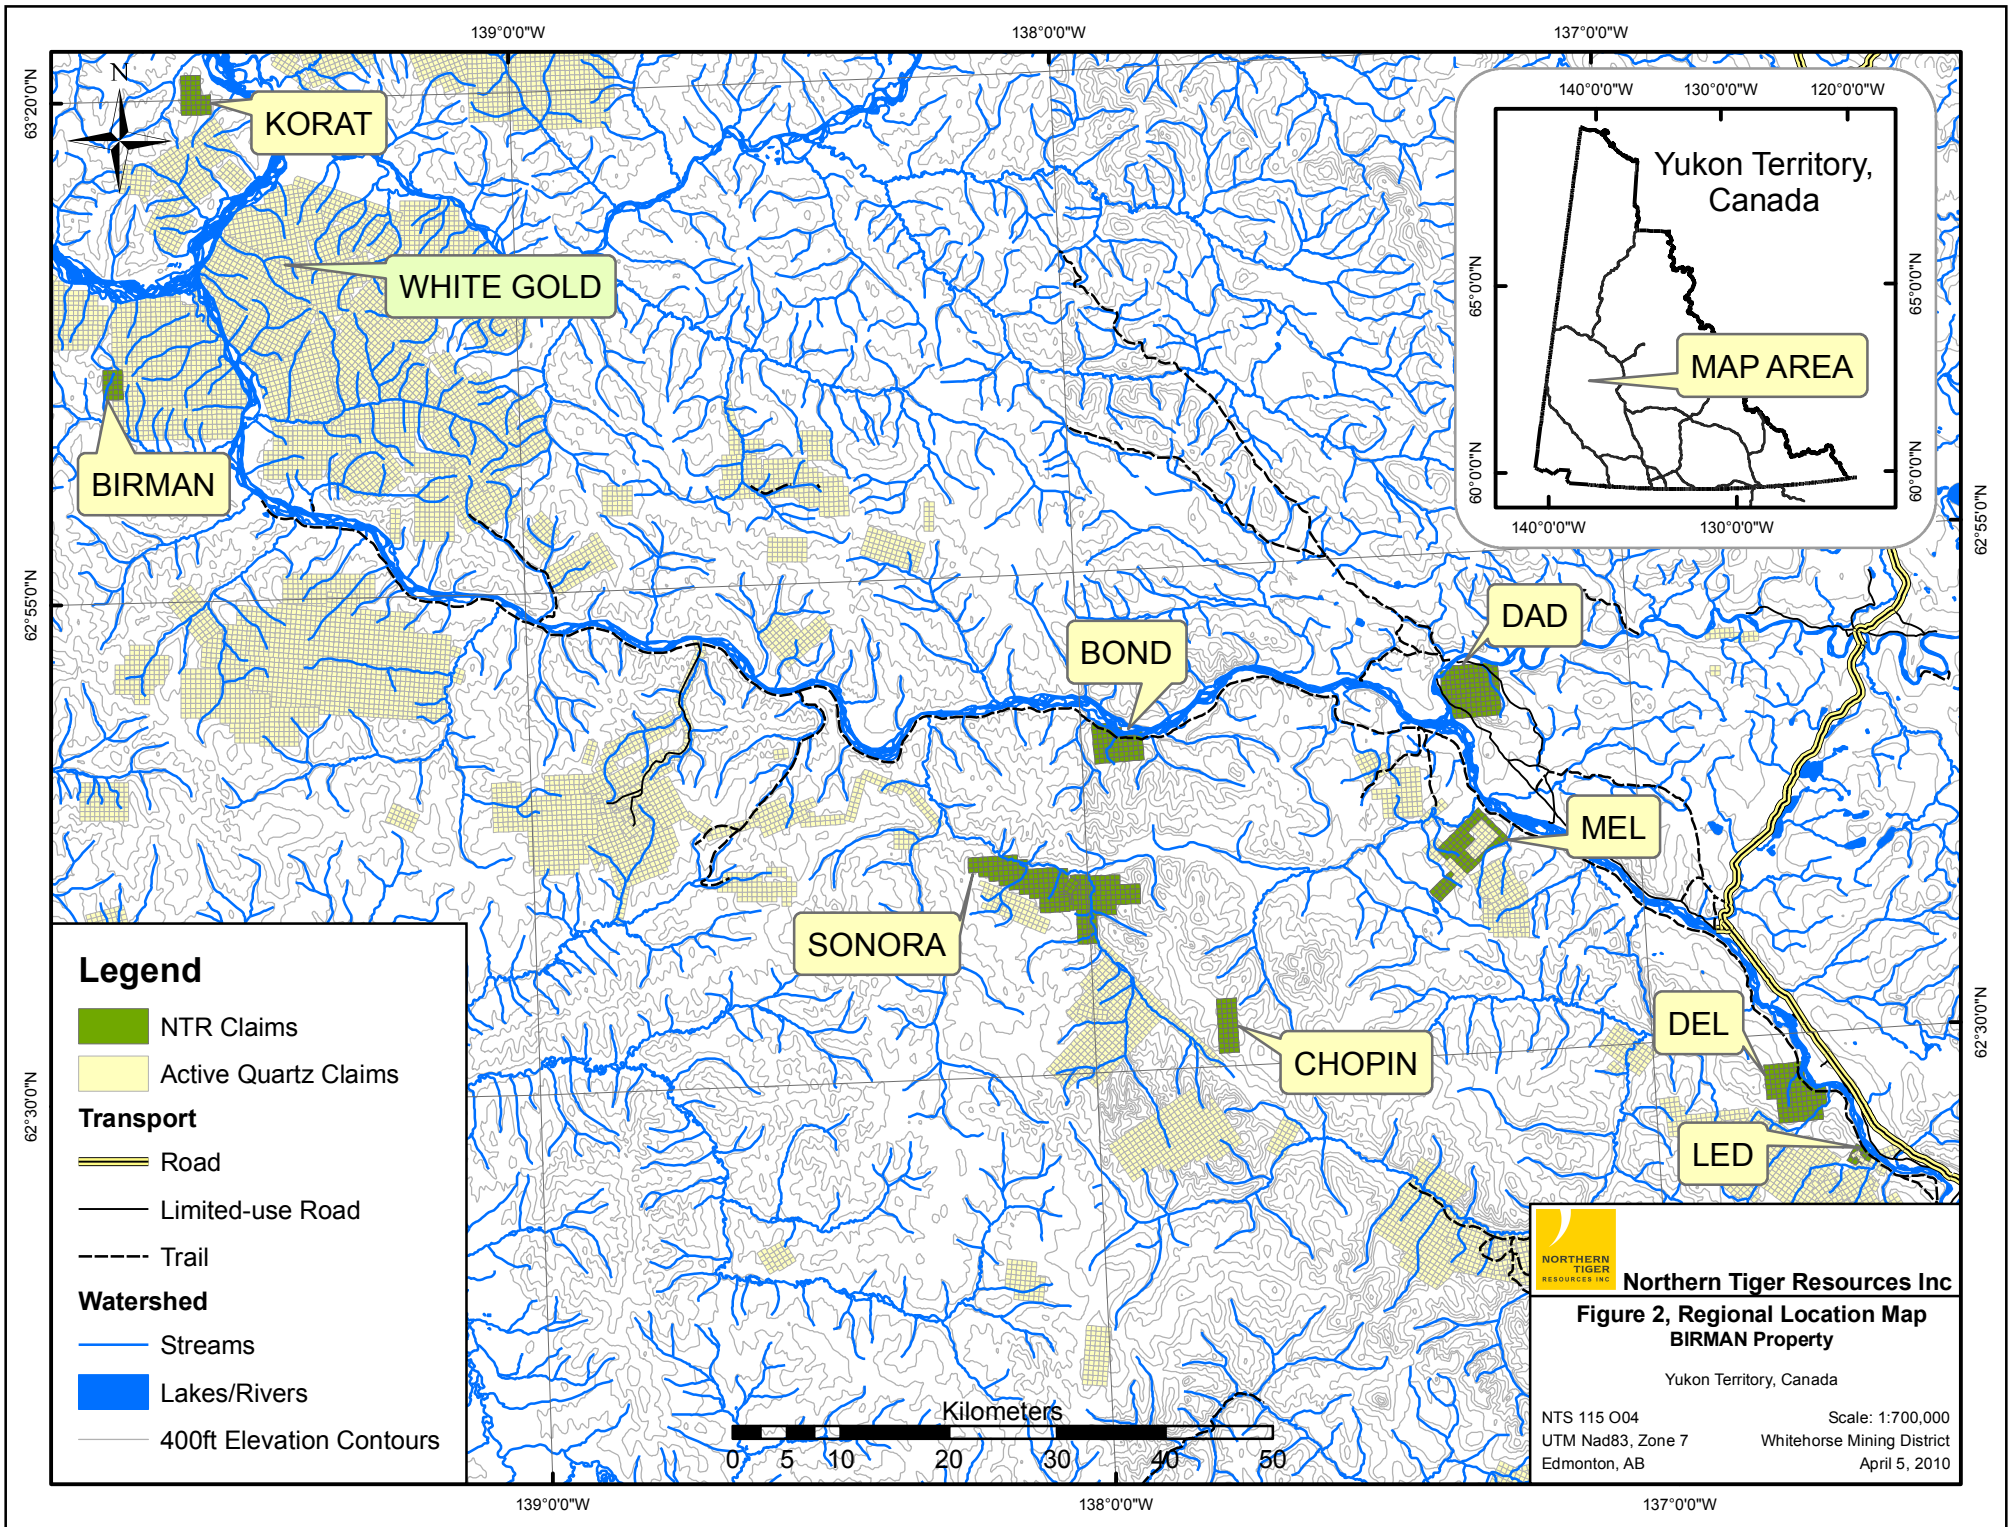 139°0'0"W
138°0'0"W
137°0'0"W
63°20'0"N
N
KORAT
WHITE GOLD
BIRMAN
140°0'0"W
130°0'0"W
120°0'0"W
Yukon Territory,
Canada
65°0'0"N
65°0'0"N
MAP AREA
60°0'0"N
60°0'0"N
140°0'0"W
130°0'0"W
62°55'0"N
62°55'0"N
DAD
BOND
MEL
SONORA
DEL
CHOPIN
LED
62°30'0"N
62°30'0"N
Legend
NTR Claims
Active Quartz Claims
Transport
Road
Limited-use Road
Trail
Watershed
Streams
Lakes/Rivers
400ft Elevation Contours
Kilometers
0 5 10 20 30 40 50
NORTHERN
TIGER
RESOURCES INC
Northern Tiger Resources Inc
Figure 2, Regional Location Map
BIRMAN Property
Yukon Territory, Canada
NTS 115 O04
Scale: 1:700,000
UTM Nad83, Zone 7
Whitehorse Mining District
Edmonton, AB
April 5, 2010
139°0'0"W
138°0'0"W
137°0'0"W